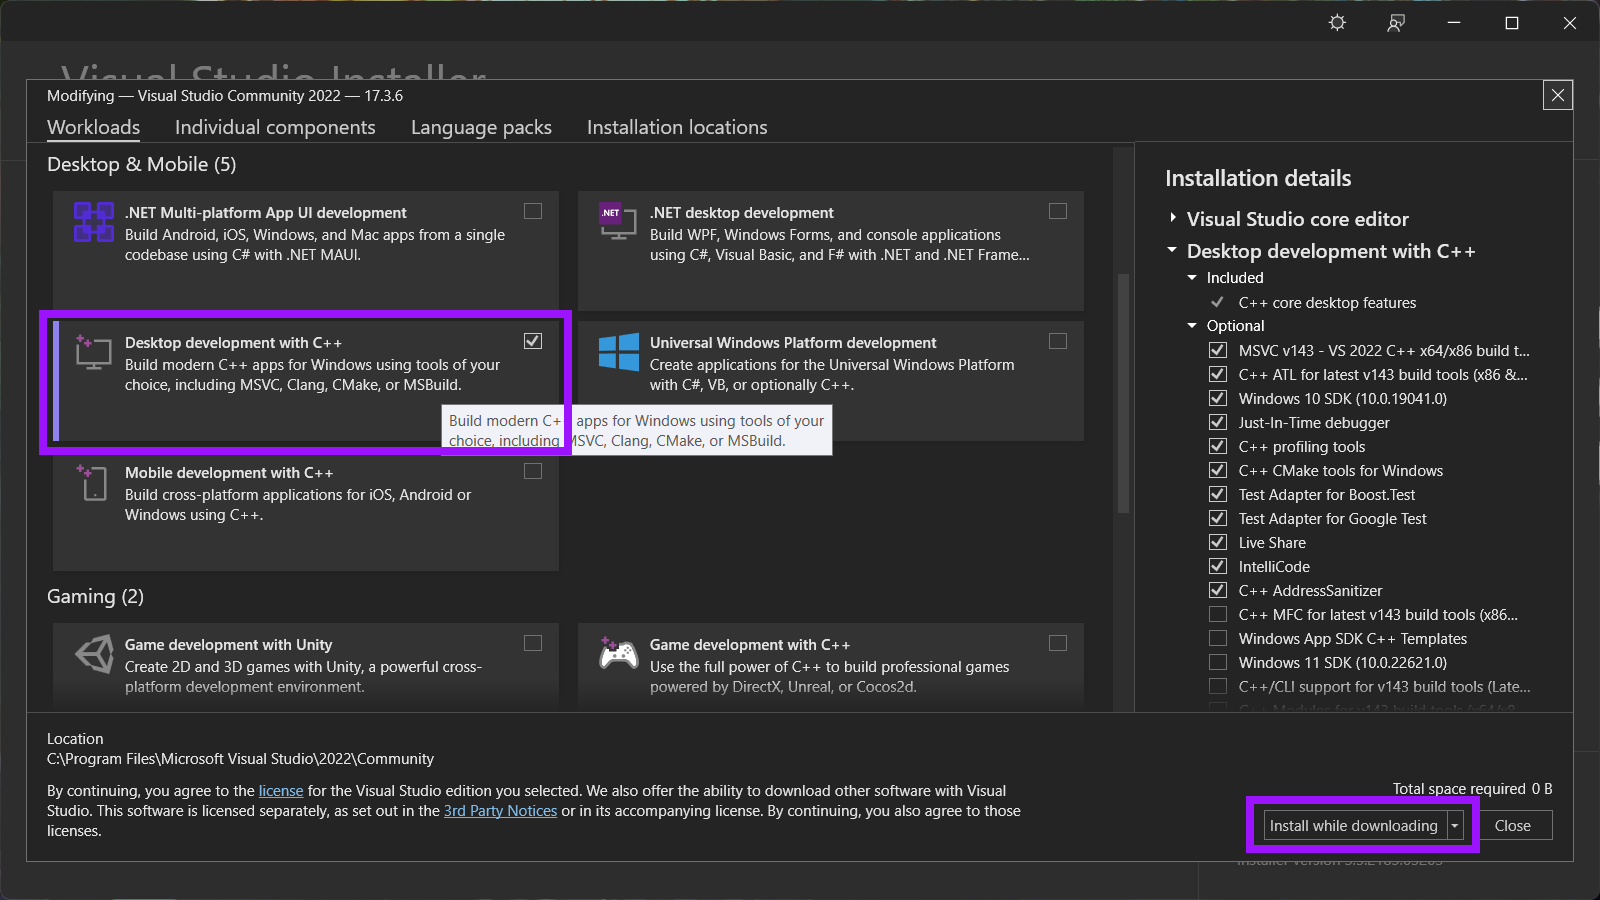 Visual Studio Installer
Modifying — Visual Studio Community 2022 — 17.3.6
Workloads
Individual components
Language packs
Installation locations
Desktop & Mobile (5)
.NET Multi-platform App UI development
Build Android, iOS, Windows, and Mac apps from a single
codebase using C# with .NET MAUI.
.NET
.NET desktop development
Build WPF, Windows Forms, and console applications
using C#, Visual Basic, and F# with .NET and .NET Frame...
Desktop development with C++
Build modern C++ apps for Windows using tools of your
choice, including MSVC, Clang, CMake, or MSBuild.
Universal Windows Platform development
Create applications for the Universal Windows Platform
with C#, VB, or optionally C++.
Build modern C+ apps for Windows using tools of your
choice, including MSVC, Clang, CMake, or MSBuild.
Mobile development with C++
Build cross-platform applications for iOS, Android or
Windows using C++.
Gaming (2)
Game development with Unity
Create 2D and 3D games with Unity, a powerful cross-
platform development environment.
Game development with C++
Use the full power of C++ to build professional games
powered by DirectX, Unreal, or Cocos2d.
Installation details
Visual Studio core editor
Desktop development with C++
Included
C++ core desktop features
Optional
MSVC v143 - VS 2022 C++ x64/x86 build t...
C++ ATL for latest v143 build tools (x86 &...
Windows 10 SDK (10.0.19041.0)
Just-In-Time debugger
C++ profiling tools
C++ CMake tools for Windows
Test Adapter for Boost.Test
Test Adapter for Google Test
Live Share
IntelliCode
C++ AddressSanitizer
C++ MFC for latest v143 build tools (x86...
Windows App SDK C++ Templates
Windows 11 SDK (10.0.22621.0)
C++/CLI support for v143 build tools (Late...
C++ Modules for v143 build tools (x64/x8...
Location
C:\Program Files\Microsoft Visual Studio\2022\Community
By continuing, you agree to the license for the Visual Studio edition you selected. We also offer the ability to download other software with Visual
Studio. This software is licensed separately, as set out in the 3rd Party Notices or in its accompanying license. By continuing, you also agree to those
licenses.
Total space required 0 B
Install while downloading
Close
Installer version